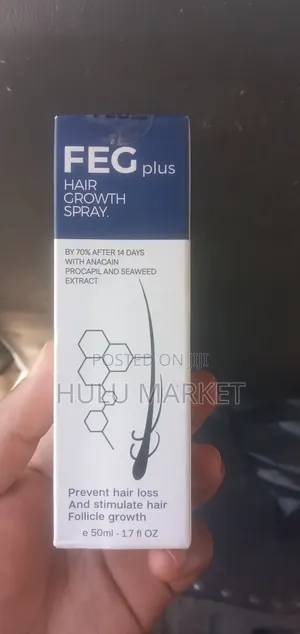 FEG plus
HAIR
GROWTH
SPRAY.
BY 70% AFTER 14 DAYS
WITH ANACAIN
PROCAPIL AND SEAWEED
EXTRACT
POSTED ON JIJI
HULU MARKET
Prevent hair loss
And stimulate hair
Follicle growth
e 50ml - 1.7 fl OZ